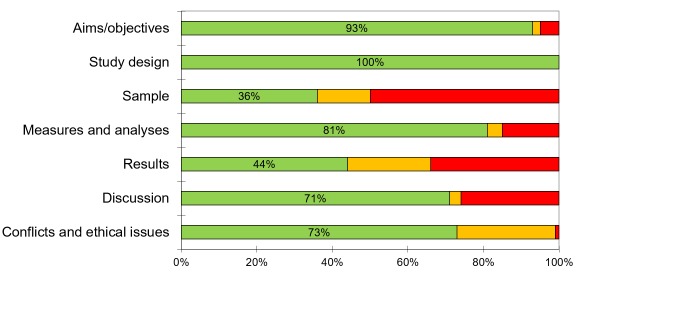 Aims/objectives 93%
Study design 100%
Sample 36%
Measures and analyses 81%
Results 44%
Discussion 71%
Conflicts and ethical issues 73%
0% 20% 40% 60% 80% 100%